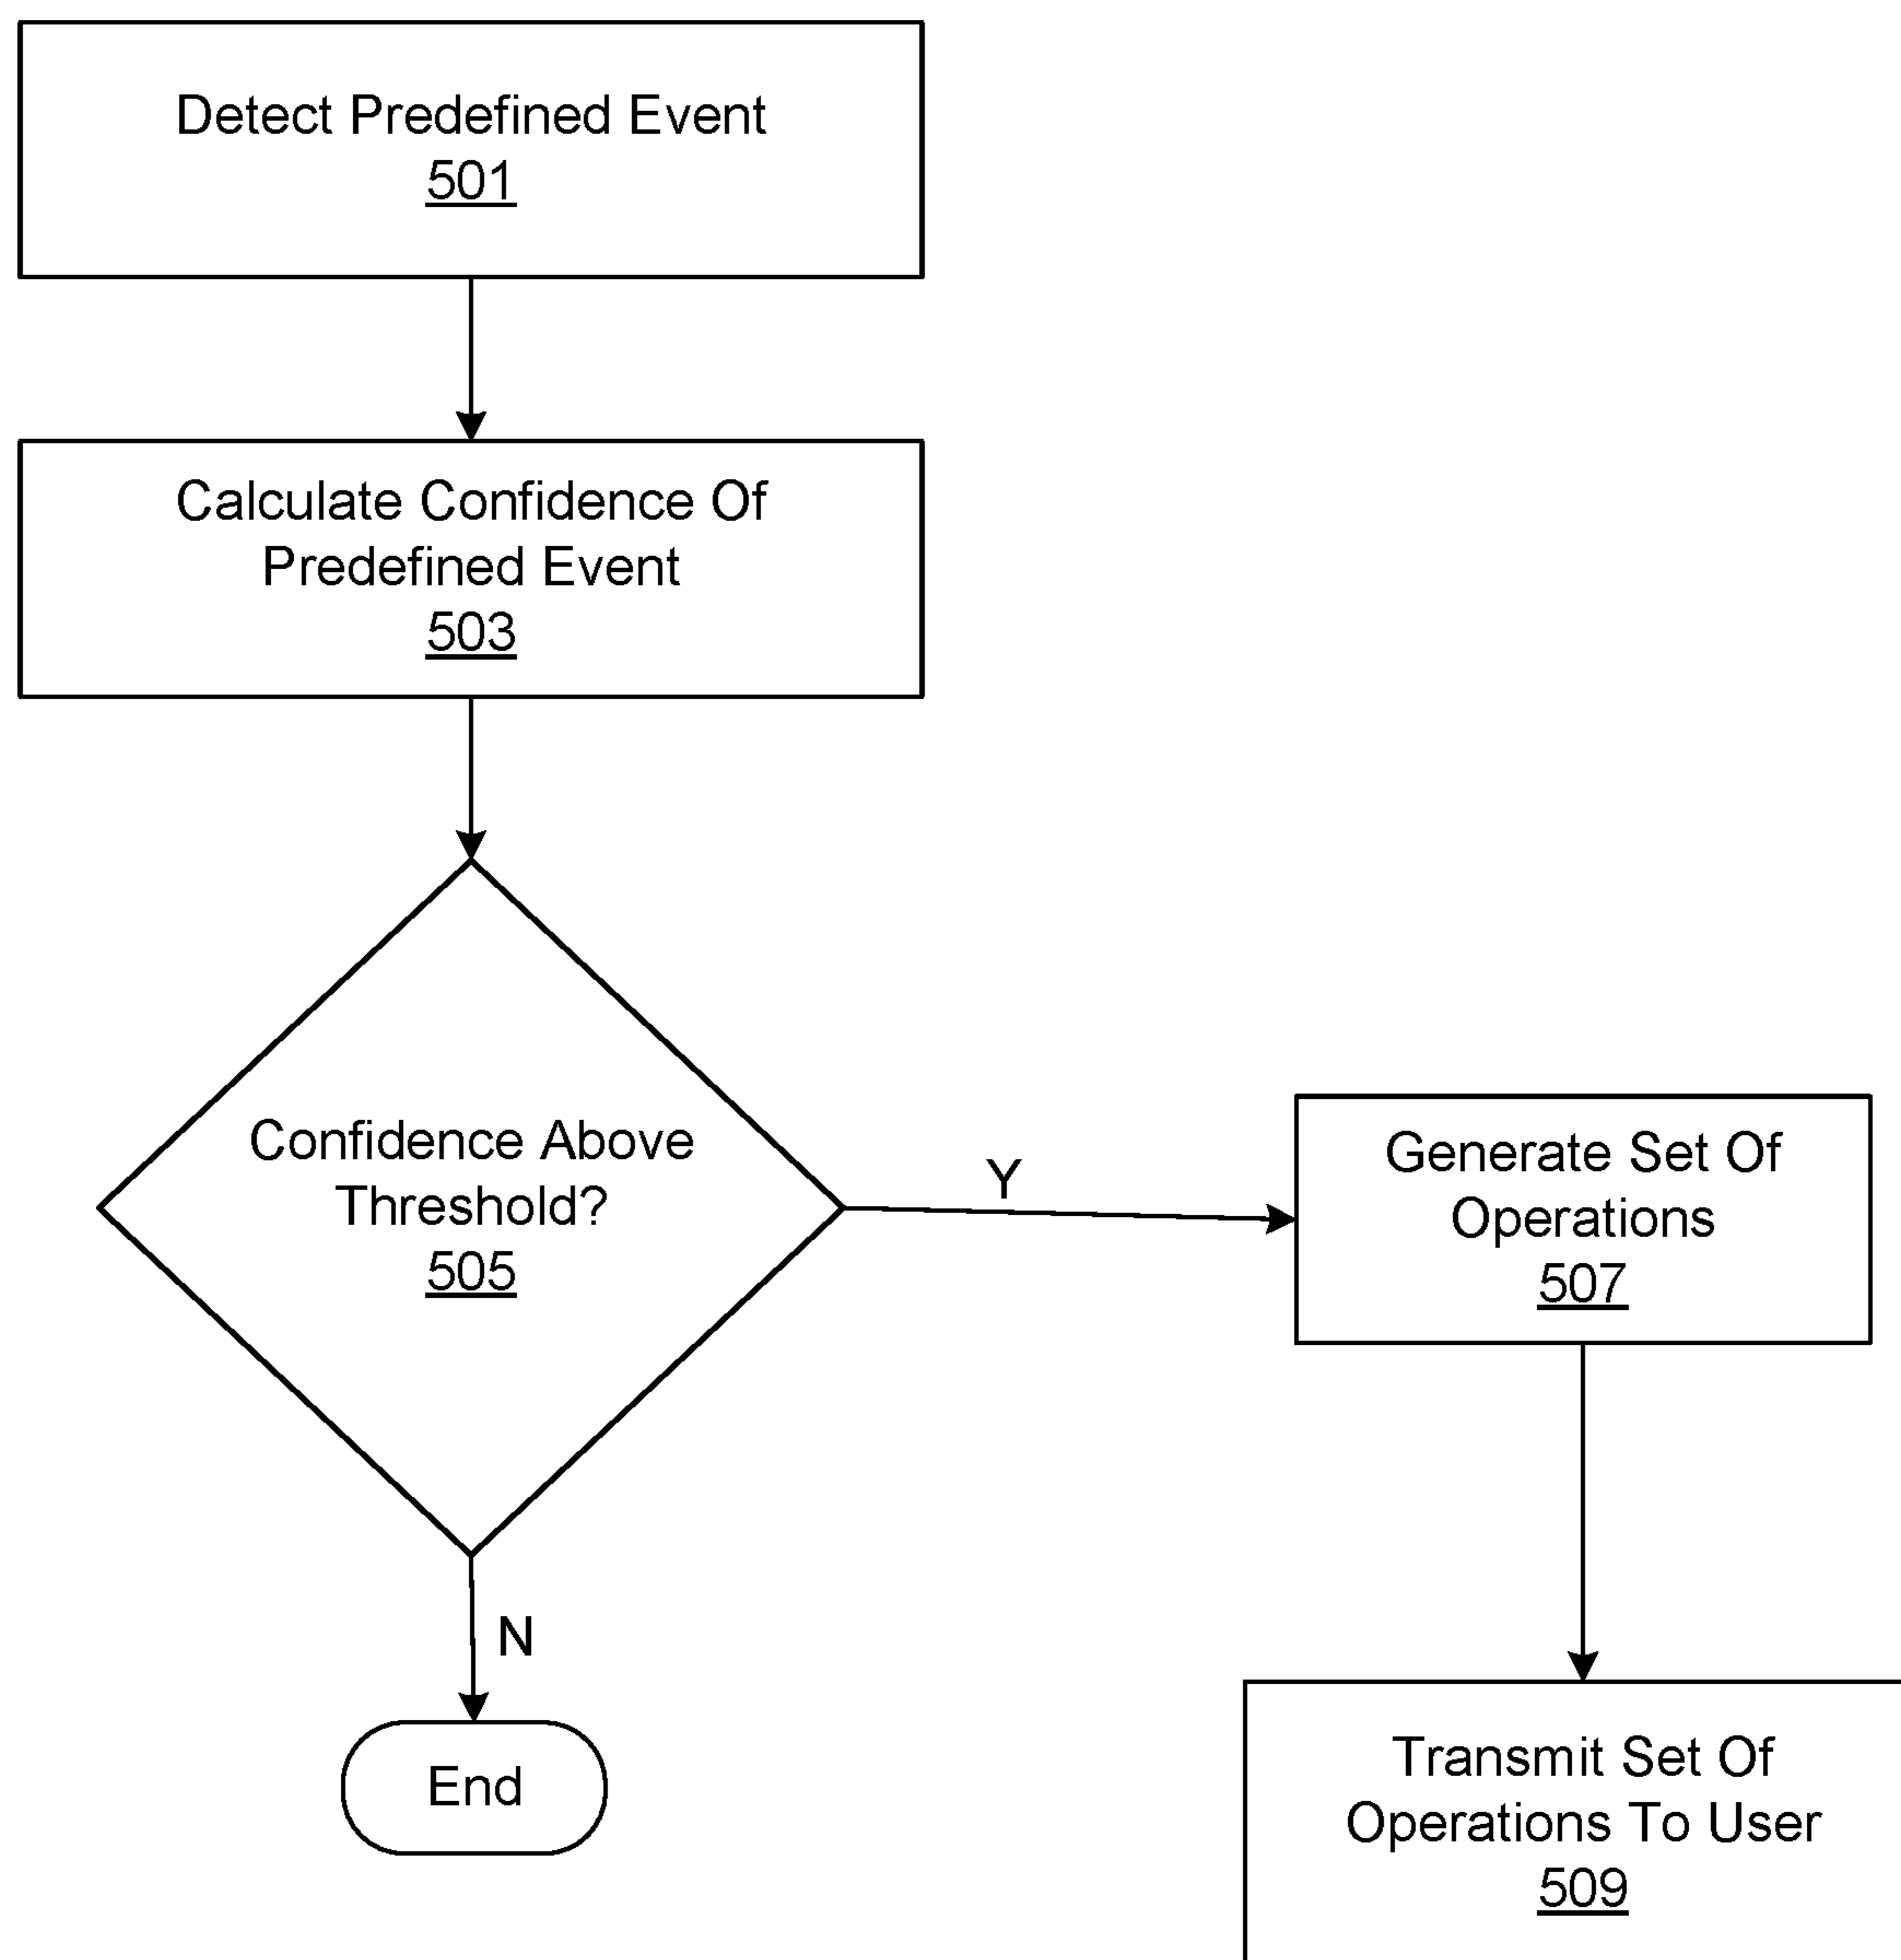 Detect Predefined Event
501
Calculate Confidence Of
Predefined Event
503
Confidence Above
Threshold?
505
Y
Generate Set Of
Operations
507
N
End
Transmit Set Of
Operations To User
509